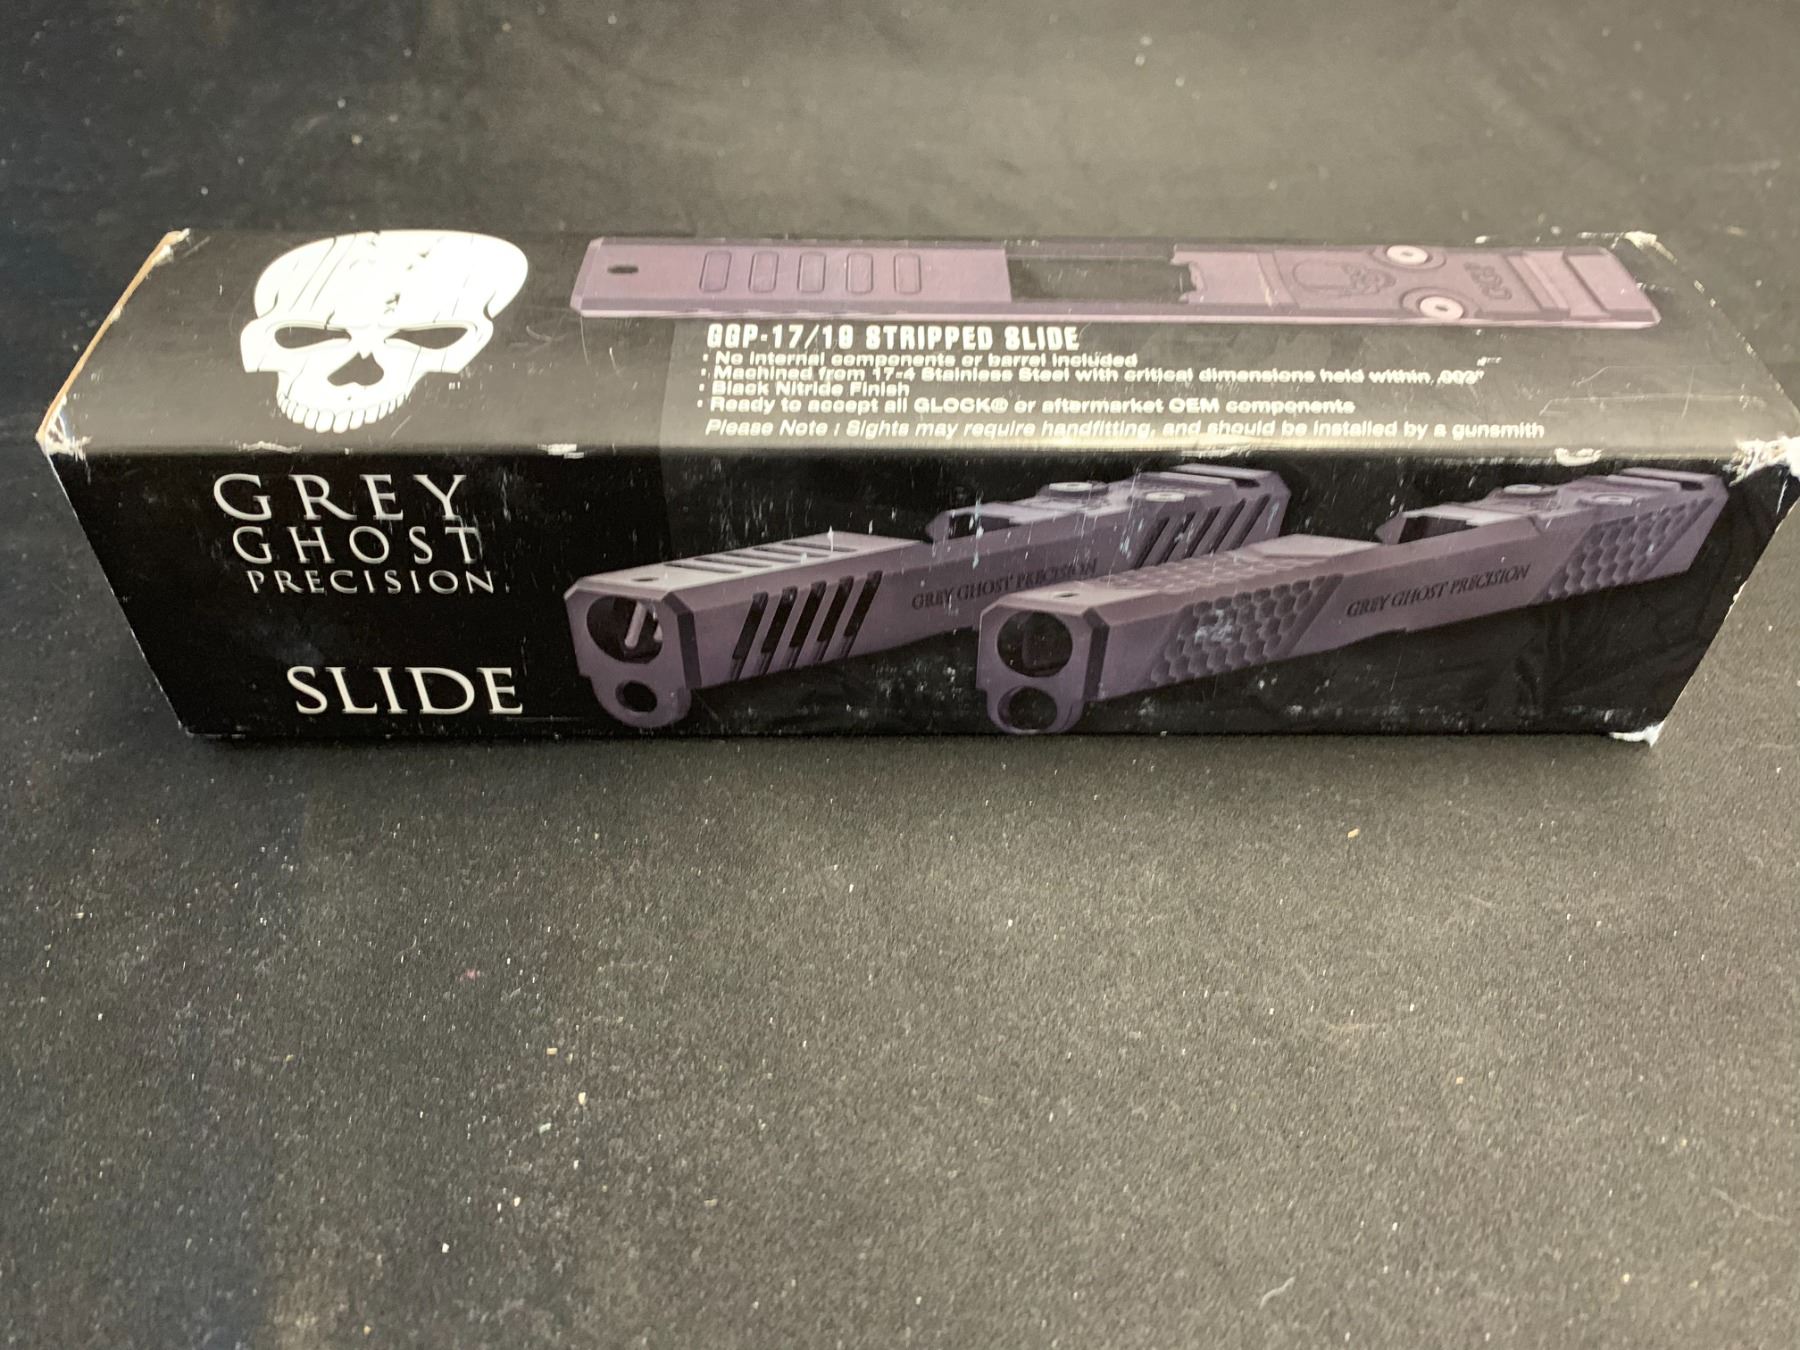 GGP-17/19 STRIPPED SLIDE
• No internal components or barrel included
• Machined from 17-4 Stainless Steel with critical dimensions held within .003"
• Black Nitride Finish
• Ready to accept all GLOCK® or aftermarket OEM components
Please Note : Sights may require handfitting, and should be installed by a gunsmith
GREY
GHOST
PRECISION
SLIDE
GREY GHOST PRECISION
GREY GHOST PRECISION